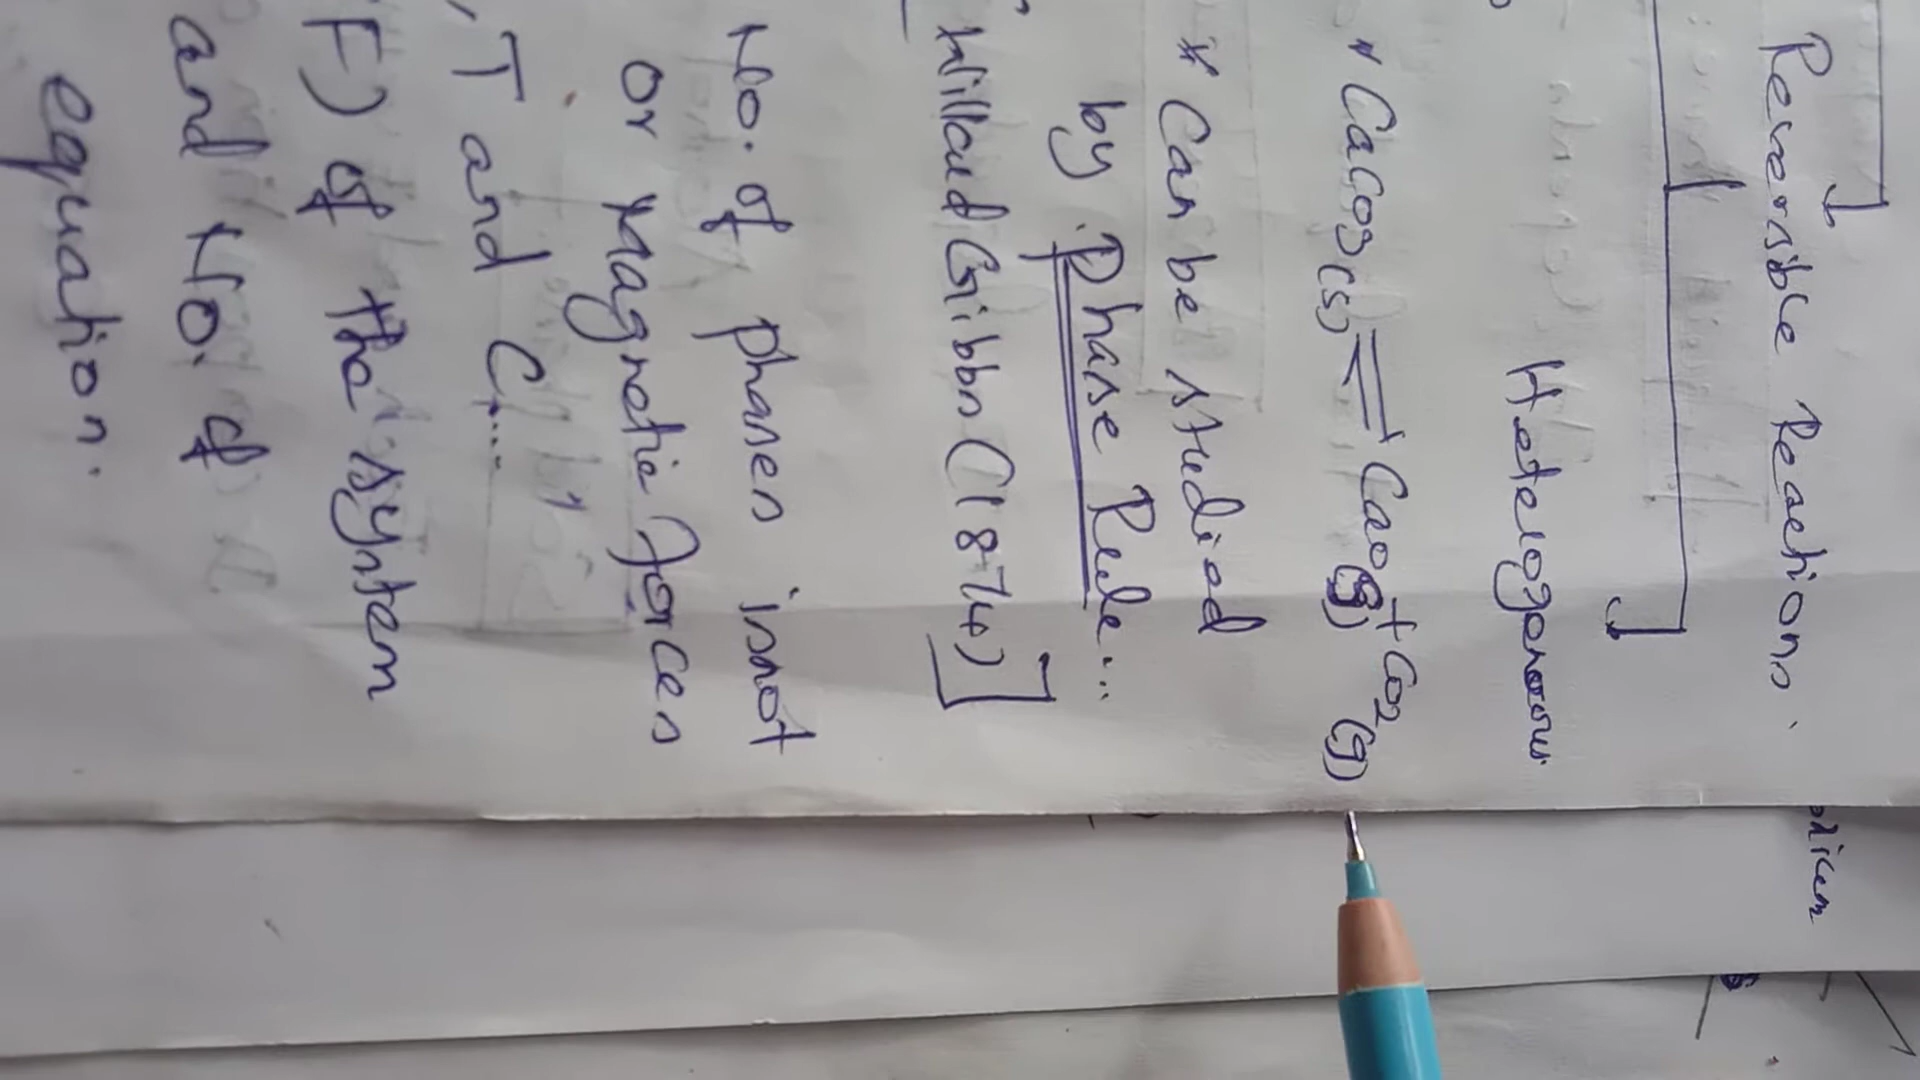 Reversible Reactions.
Heterogenous
* CaCO3(s) ⇌ CaO(s) + CO2(g)
* Can be studied
by Phase Rule...
Willard Gibbs (1874)]
No. of phases is not
or Magnetic Forces
, T and C....
F) of the system
and No. of
equation.